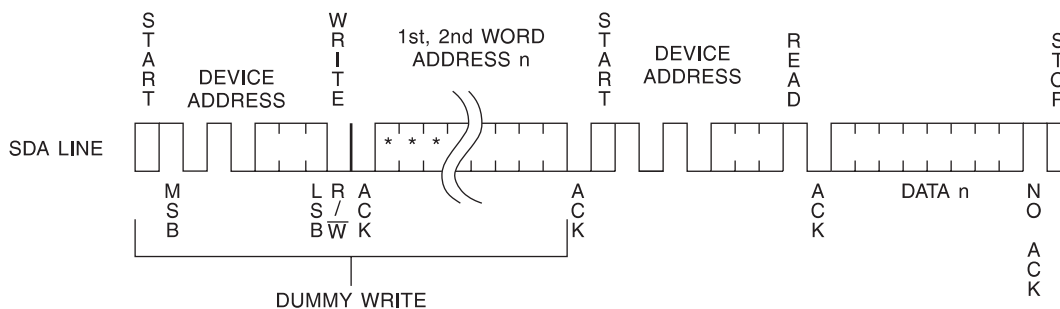 START
WRITE
1st, 2nd WORD
ADDRESS n
START
DEVICE
ADDRESS
READ
STOP
DEVICE
ADDRESS
SDA LINE
* * *
MSB
LSB
R/W
ACK
ACK
ACK
DATA n
NO ACK
DUMMY WRITE